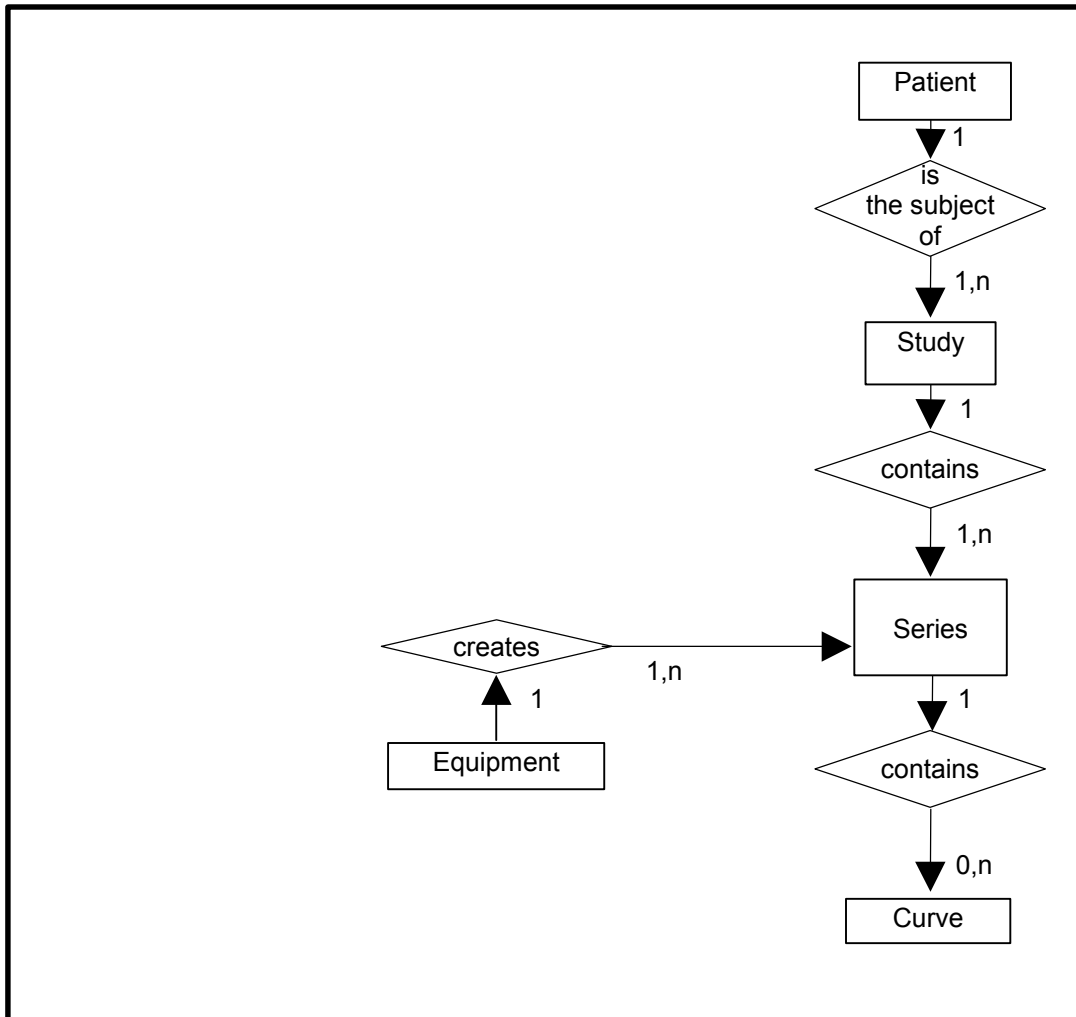 Patient
1
is
the subject
of
1,n
Study
1
contains
1,n
Series
creates
1,n
1
1
Equipment
contains
0,n
Curve